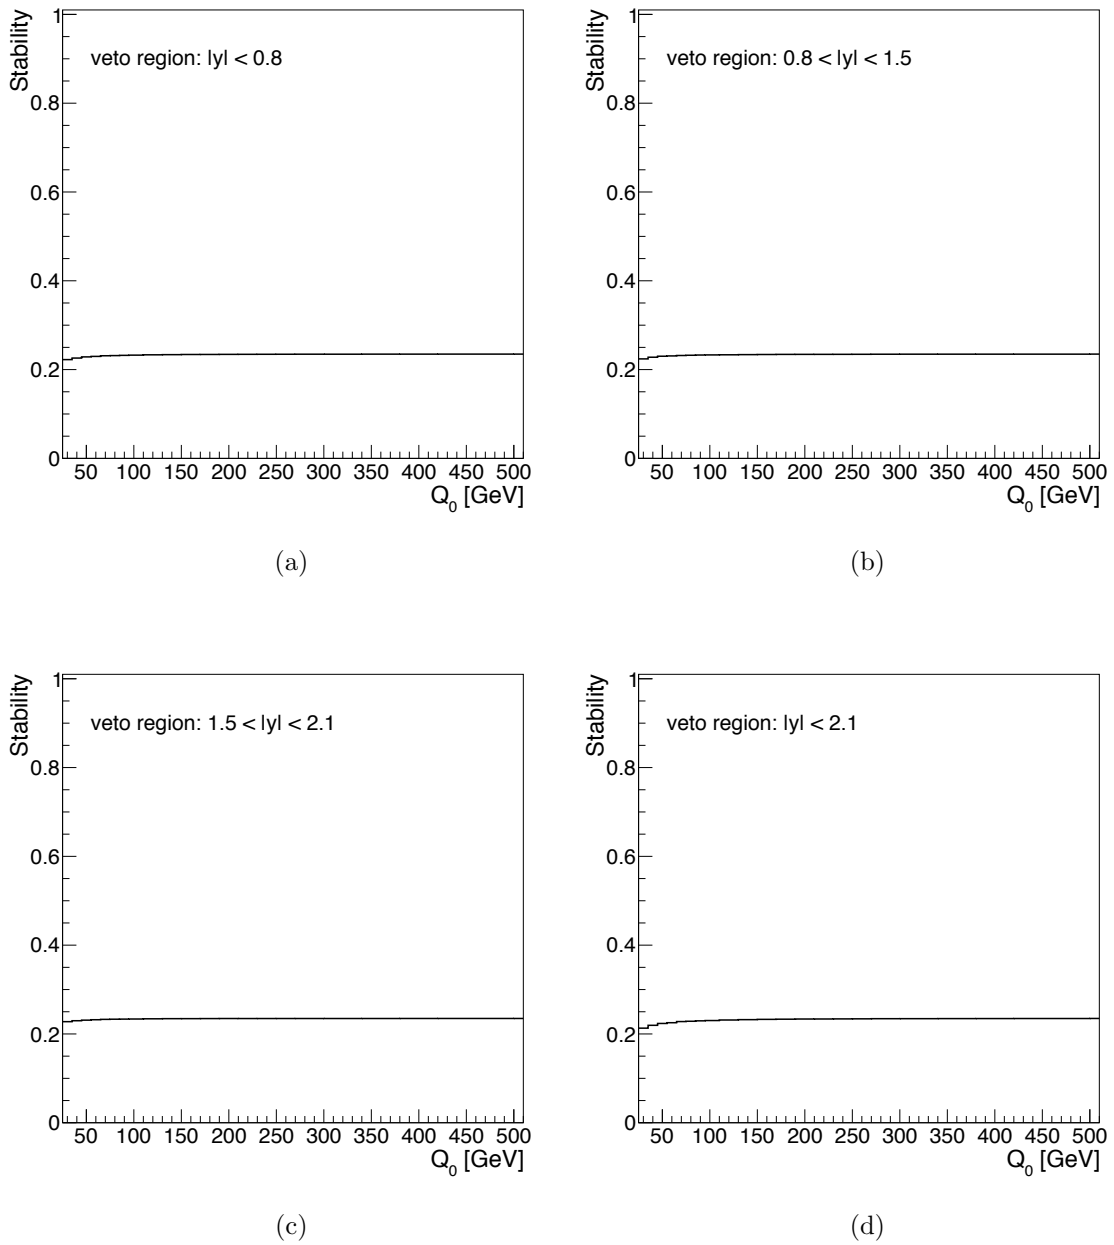 Stability
1
veto region: |y| < 0.8
0.8
0.6
0.4
0.2
0
50 100 150 200 250 300 350 400 450 500
Q0 [GeV]
(a)
Stability
1
veto region: 0.8 < |y| < 1.5
0.8
0.6
0.4
0.2
0
50 100 150 200 250 300 350 400 450 500
Q0 [GeV]
(b)
Stability
1
veto region: 1.5 < |y| < 2.1
0.8
0.6
0.4
0.2
0
50 100 150 200 250 300 350 400 450 500
Q0 [GeV]
(c)
Stability
1
veto region: |y| < 2.1
0.8
0.6
0.4
0.2
0
50 100 150 200 250 300 350 400 450 500
Q0 [GeV]
(d)